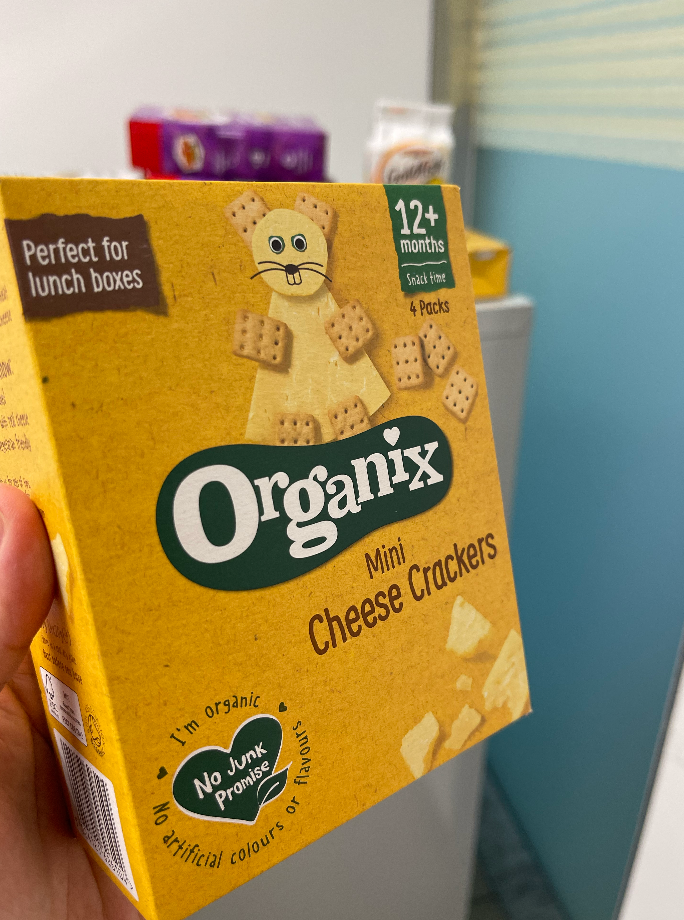 Perfect for
lunch boxes
12+
months
Snack time
4 Packs
Organix
Mini
Cheese Crackers
I'm organic
No Junk
Promise
No artificial colours or flavours